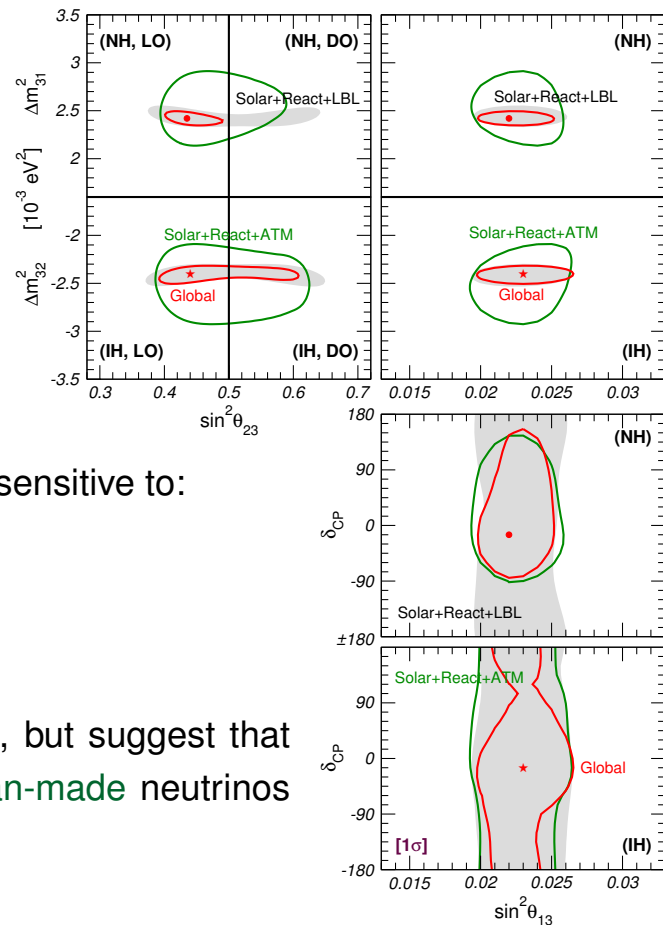 3.5
3
2.5
2
-2
-2.5
-3
-3.5
Δm²₃₁
[10⁻³ eV²]
Δm²₃₂
(NH, LO)
(NH, DO)
Solar+React+LBL
Solar+React+ATM
Global
(IH, LO)
(IH, DO)
0.3
0.4
0.5
0.6
0.7
sin²θ₂₃
(NH)
Solar+React+LBL
Solar+React+ATM
Global
(IH)
0.015
0.02
0.025
0.03
sensitive to:
, but suggest that
an-made neutrinos
180
90
0
-90
±180
90
0
-90
-180
δCP
(NH)
Solar+React+LBL
δCP
Solar+React+ATM
Global
[1σ]
(IH)
0.015
0.02
0.025
0.03
sin²θ₁₃